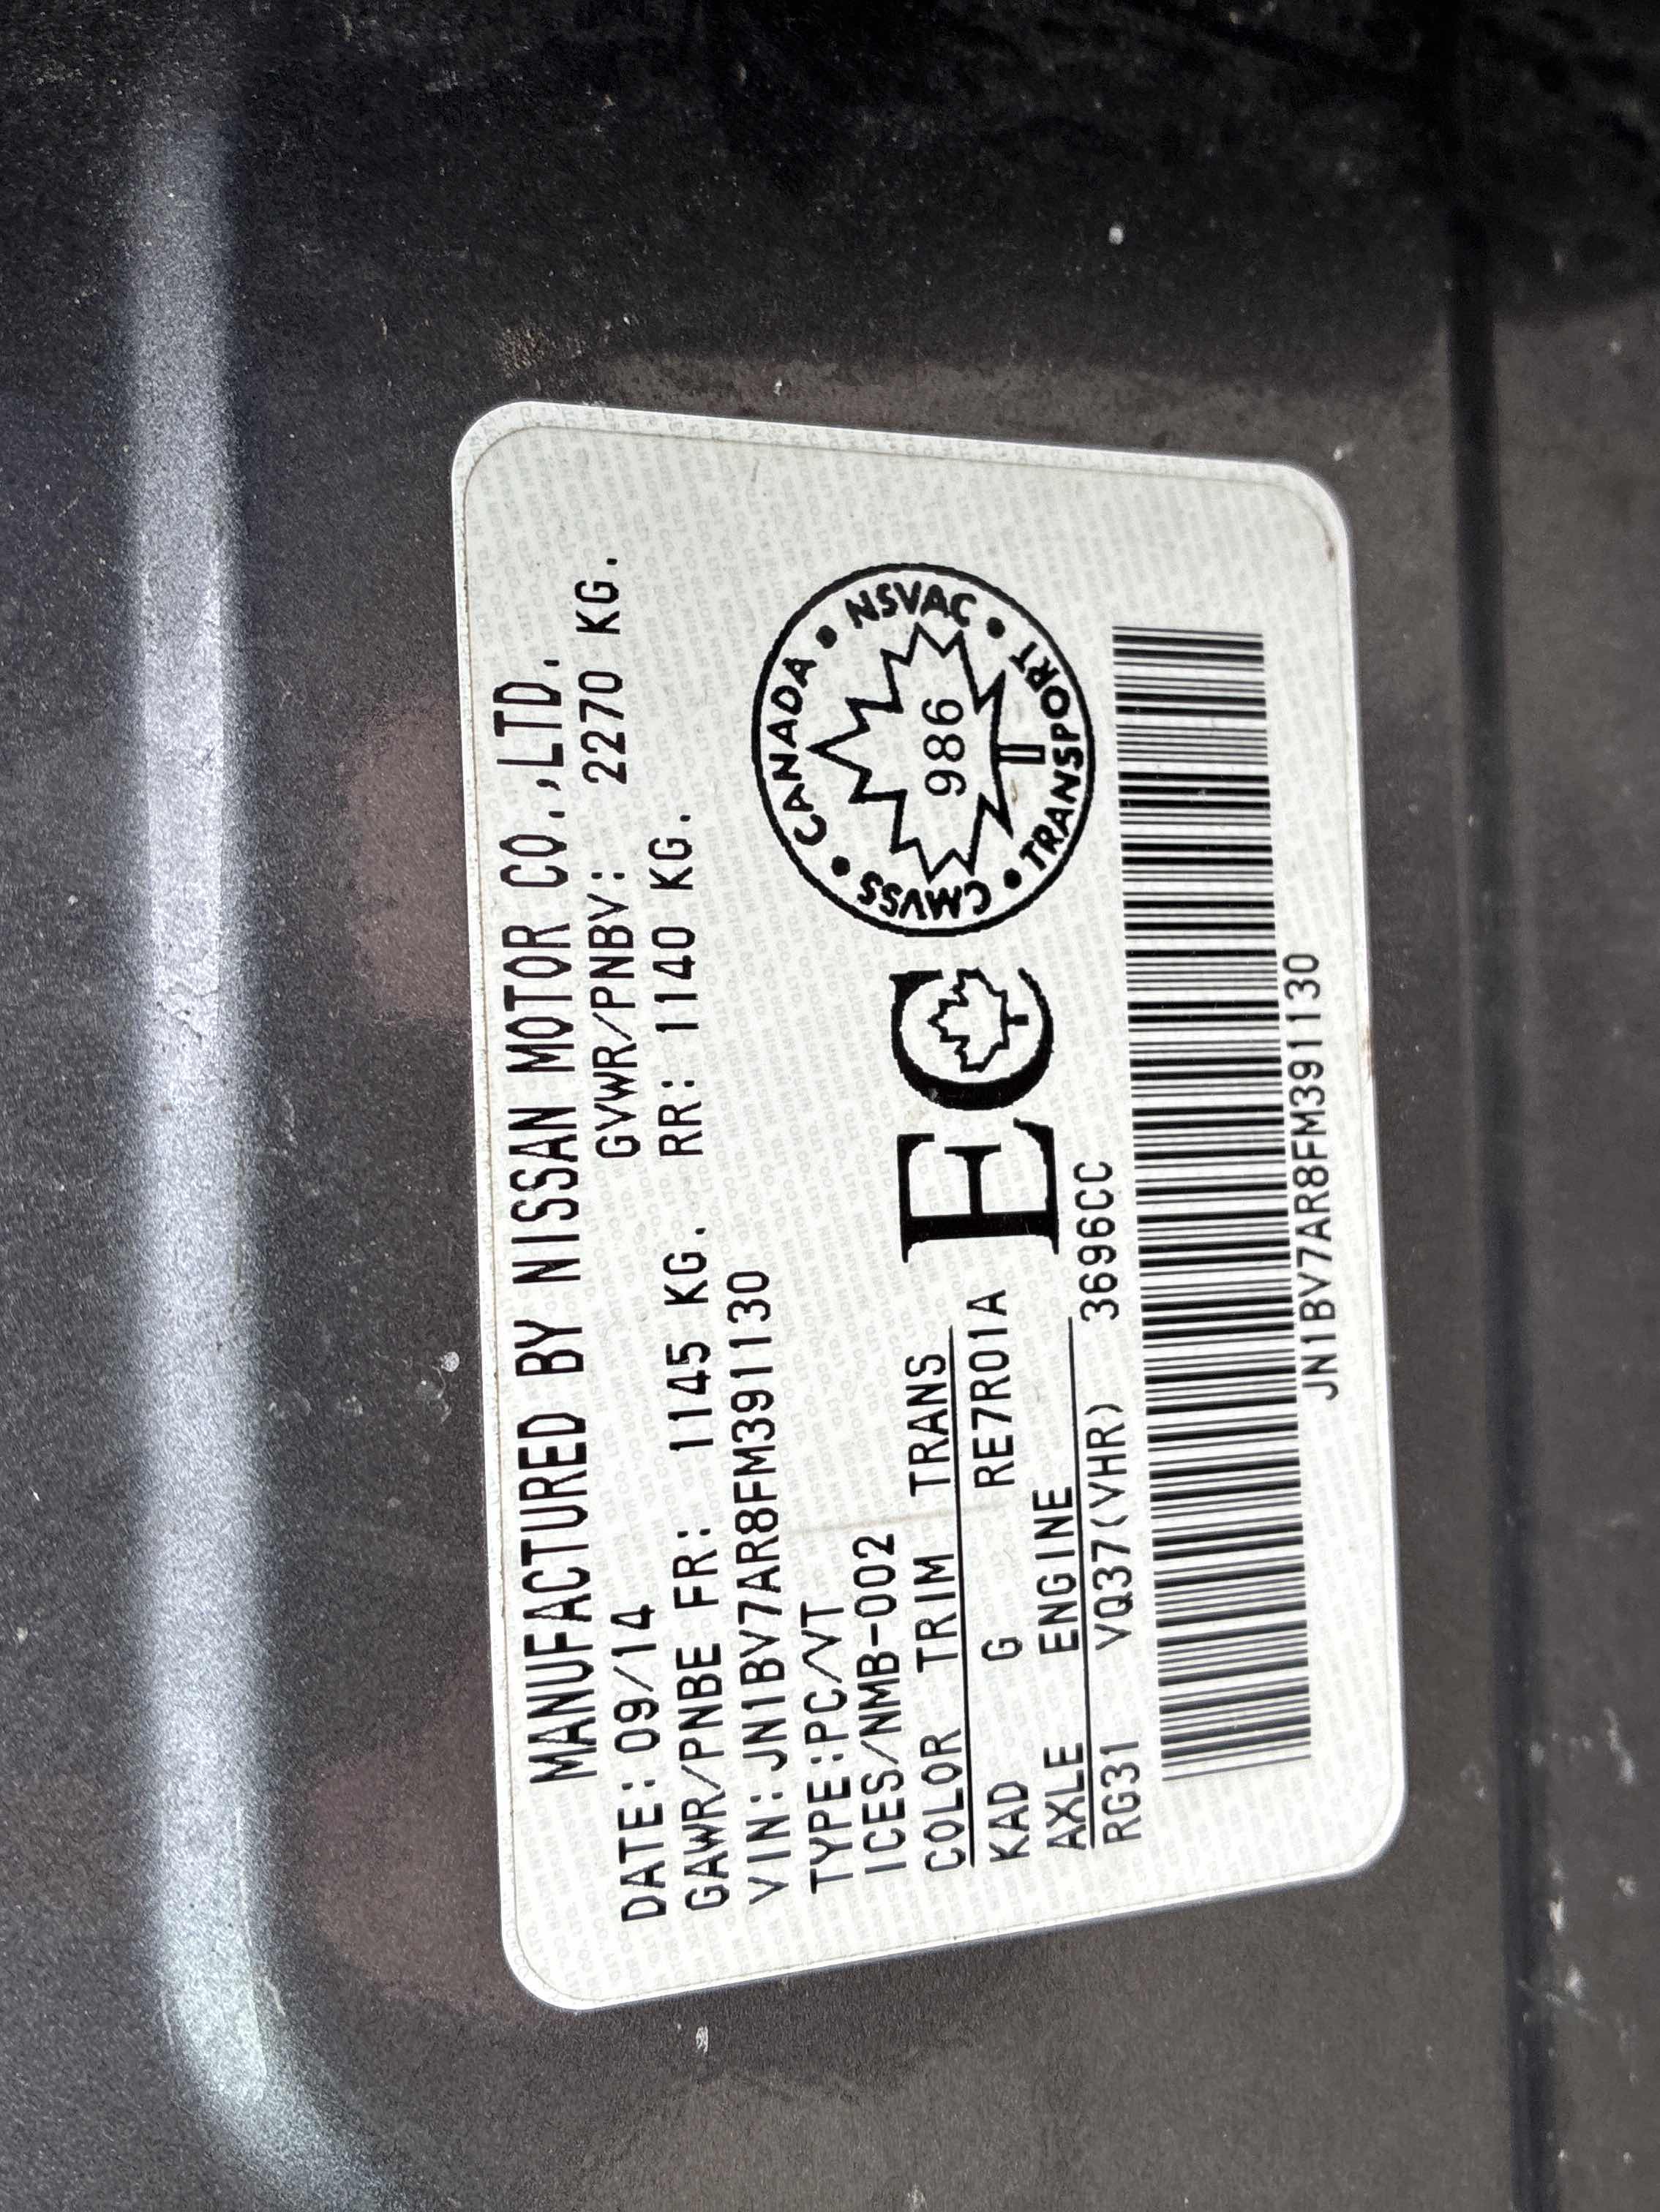 MANUFACTURED BY NISSAN MOTOR CO.,LTD.
DATE:09/14 GVWR/PNBV: 2270 KG.
GAWR/PNBE FR: 1145 KG. RR: 1140 KG.
VIN:JN1BV7AR8FM391130
TYPE:PC/VT
ICES/NMB-002
COLOR TRIM TRANS
KAD G RE7R01A
AXLE ENGINE
RG31 VQ37(VHR) 3696CC
EC
CANADA • NSVAC • TRANSPORT • CMVSS •
986
JN1BV7AR8FM391130